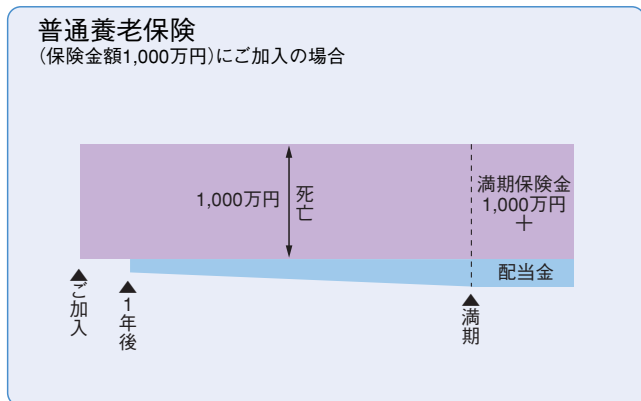 普通養老保険
(保険金額1,000万円)にご加入の場合
1,000万円
死亡
満期保険金
1,000万円
＋
配当金
▲ご加入
▲1年後
▲満期